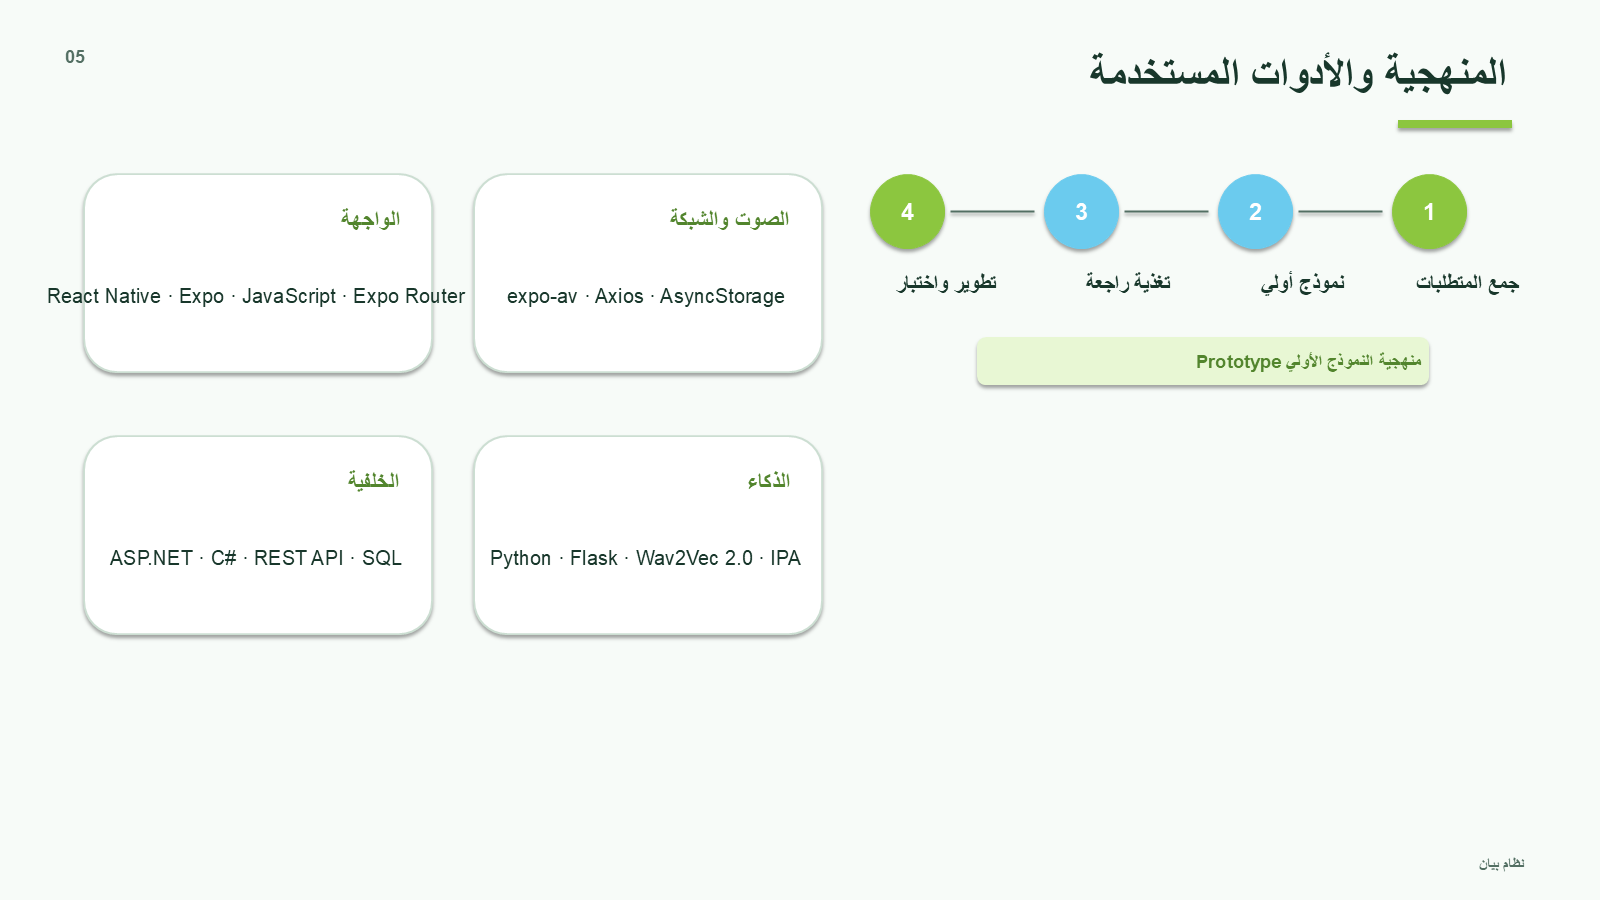 05
المنهجية والأدوات المستخدمة
1
2
3
4
جمع المتطلبات
نموذج أولي
تغذية راجعة
تطوير واختبار
منهجية النموذج الأولي Prototype
الصوت والشبكة
expo-av · Axios · AsyncStorage
الواجهة
React Native · Expo · JavaScript · Expo Router
الذكاء
Python · Flask · Wav2Vec 2.0 · IPA
الخلفية
ASP.NET · C# · REST API · SQL
نظام بيان